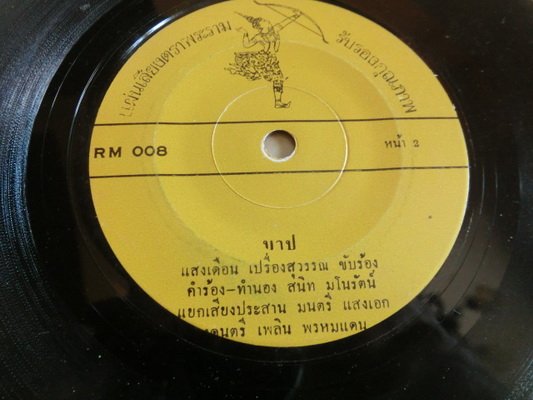 แผ่นเสียงตราพระราม
รับรองคุณภาพ
RM 008
หน้า 2
บาป
แสงเดือน เปรื่องสุวรรณ ขับร้อง
คำร้อง-ทำนอง สนิท มโนรัตน์
แยกเสียงประสาน มนตรี แสงเอก
เพลิน พรหมแดน